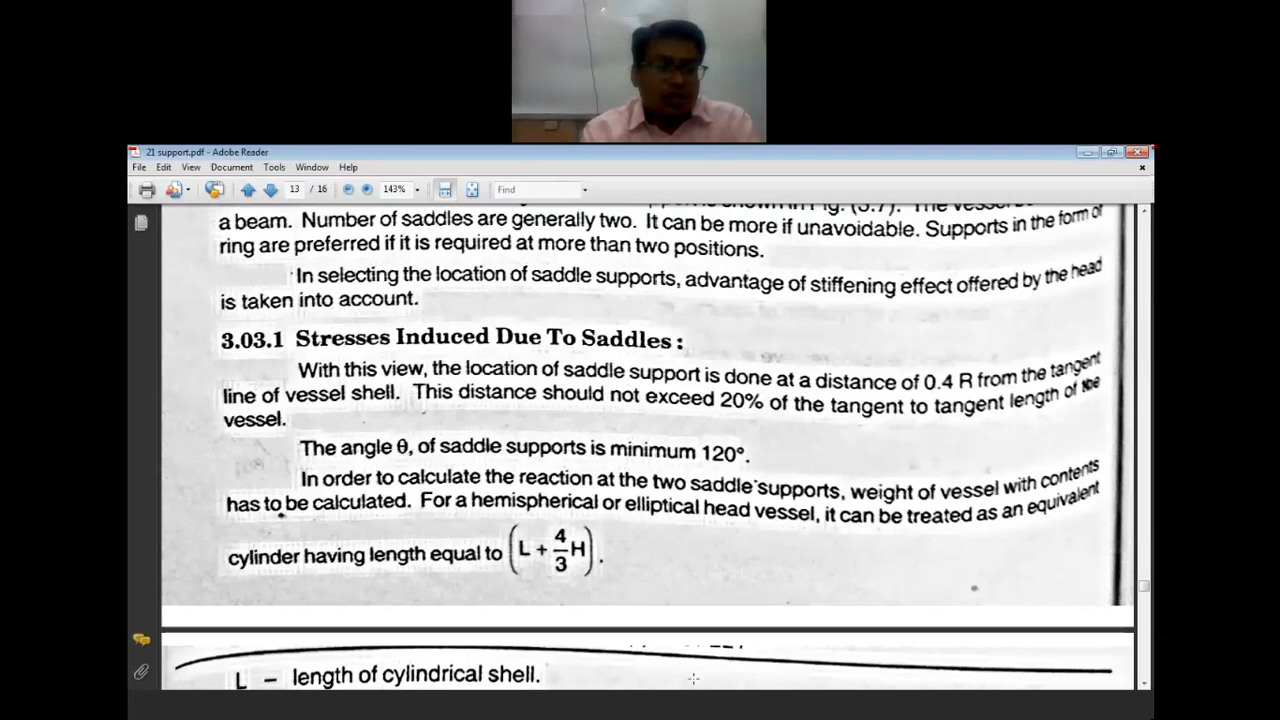 21 support.pdf - Adobe Reader
File Edit View Document Tools Window Help
13 / 16 143% Find
a beam. Number of saddles are generally two. It can be more if unavoidable. Supports in the form of
ring are preferred if it is required at more than two positions.
In selecting the location of saddle supports, advantage of stiffening effect offered by the head
is taken into account.
3.03.1 Stresses Induced Due To Saddles :
With this view, the location of saddle support is done at a distance of 0.4 R from the tangent
line of vessel shell. This distance should not exceed 20% of the tangent to tangent length of the
vessel.
The angle θ, of saddle supports is minimum 120°.
In order to calculate the reaction at the two saddle supports, weight of vessel with contents
has to be calculated. For a hemispherical or elliptical head vessel, it can be treated as an equivalent
cylinder having length equal to (L + 4/3 H).
L – length of cylindrical shell.